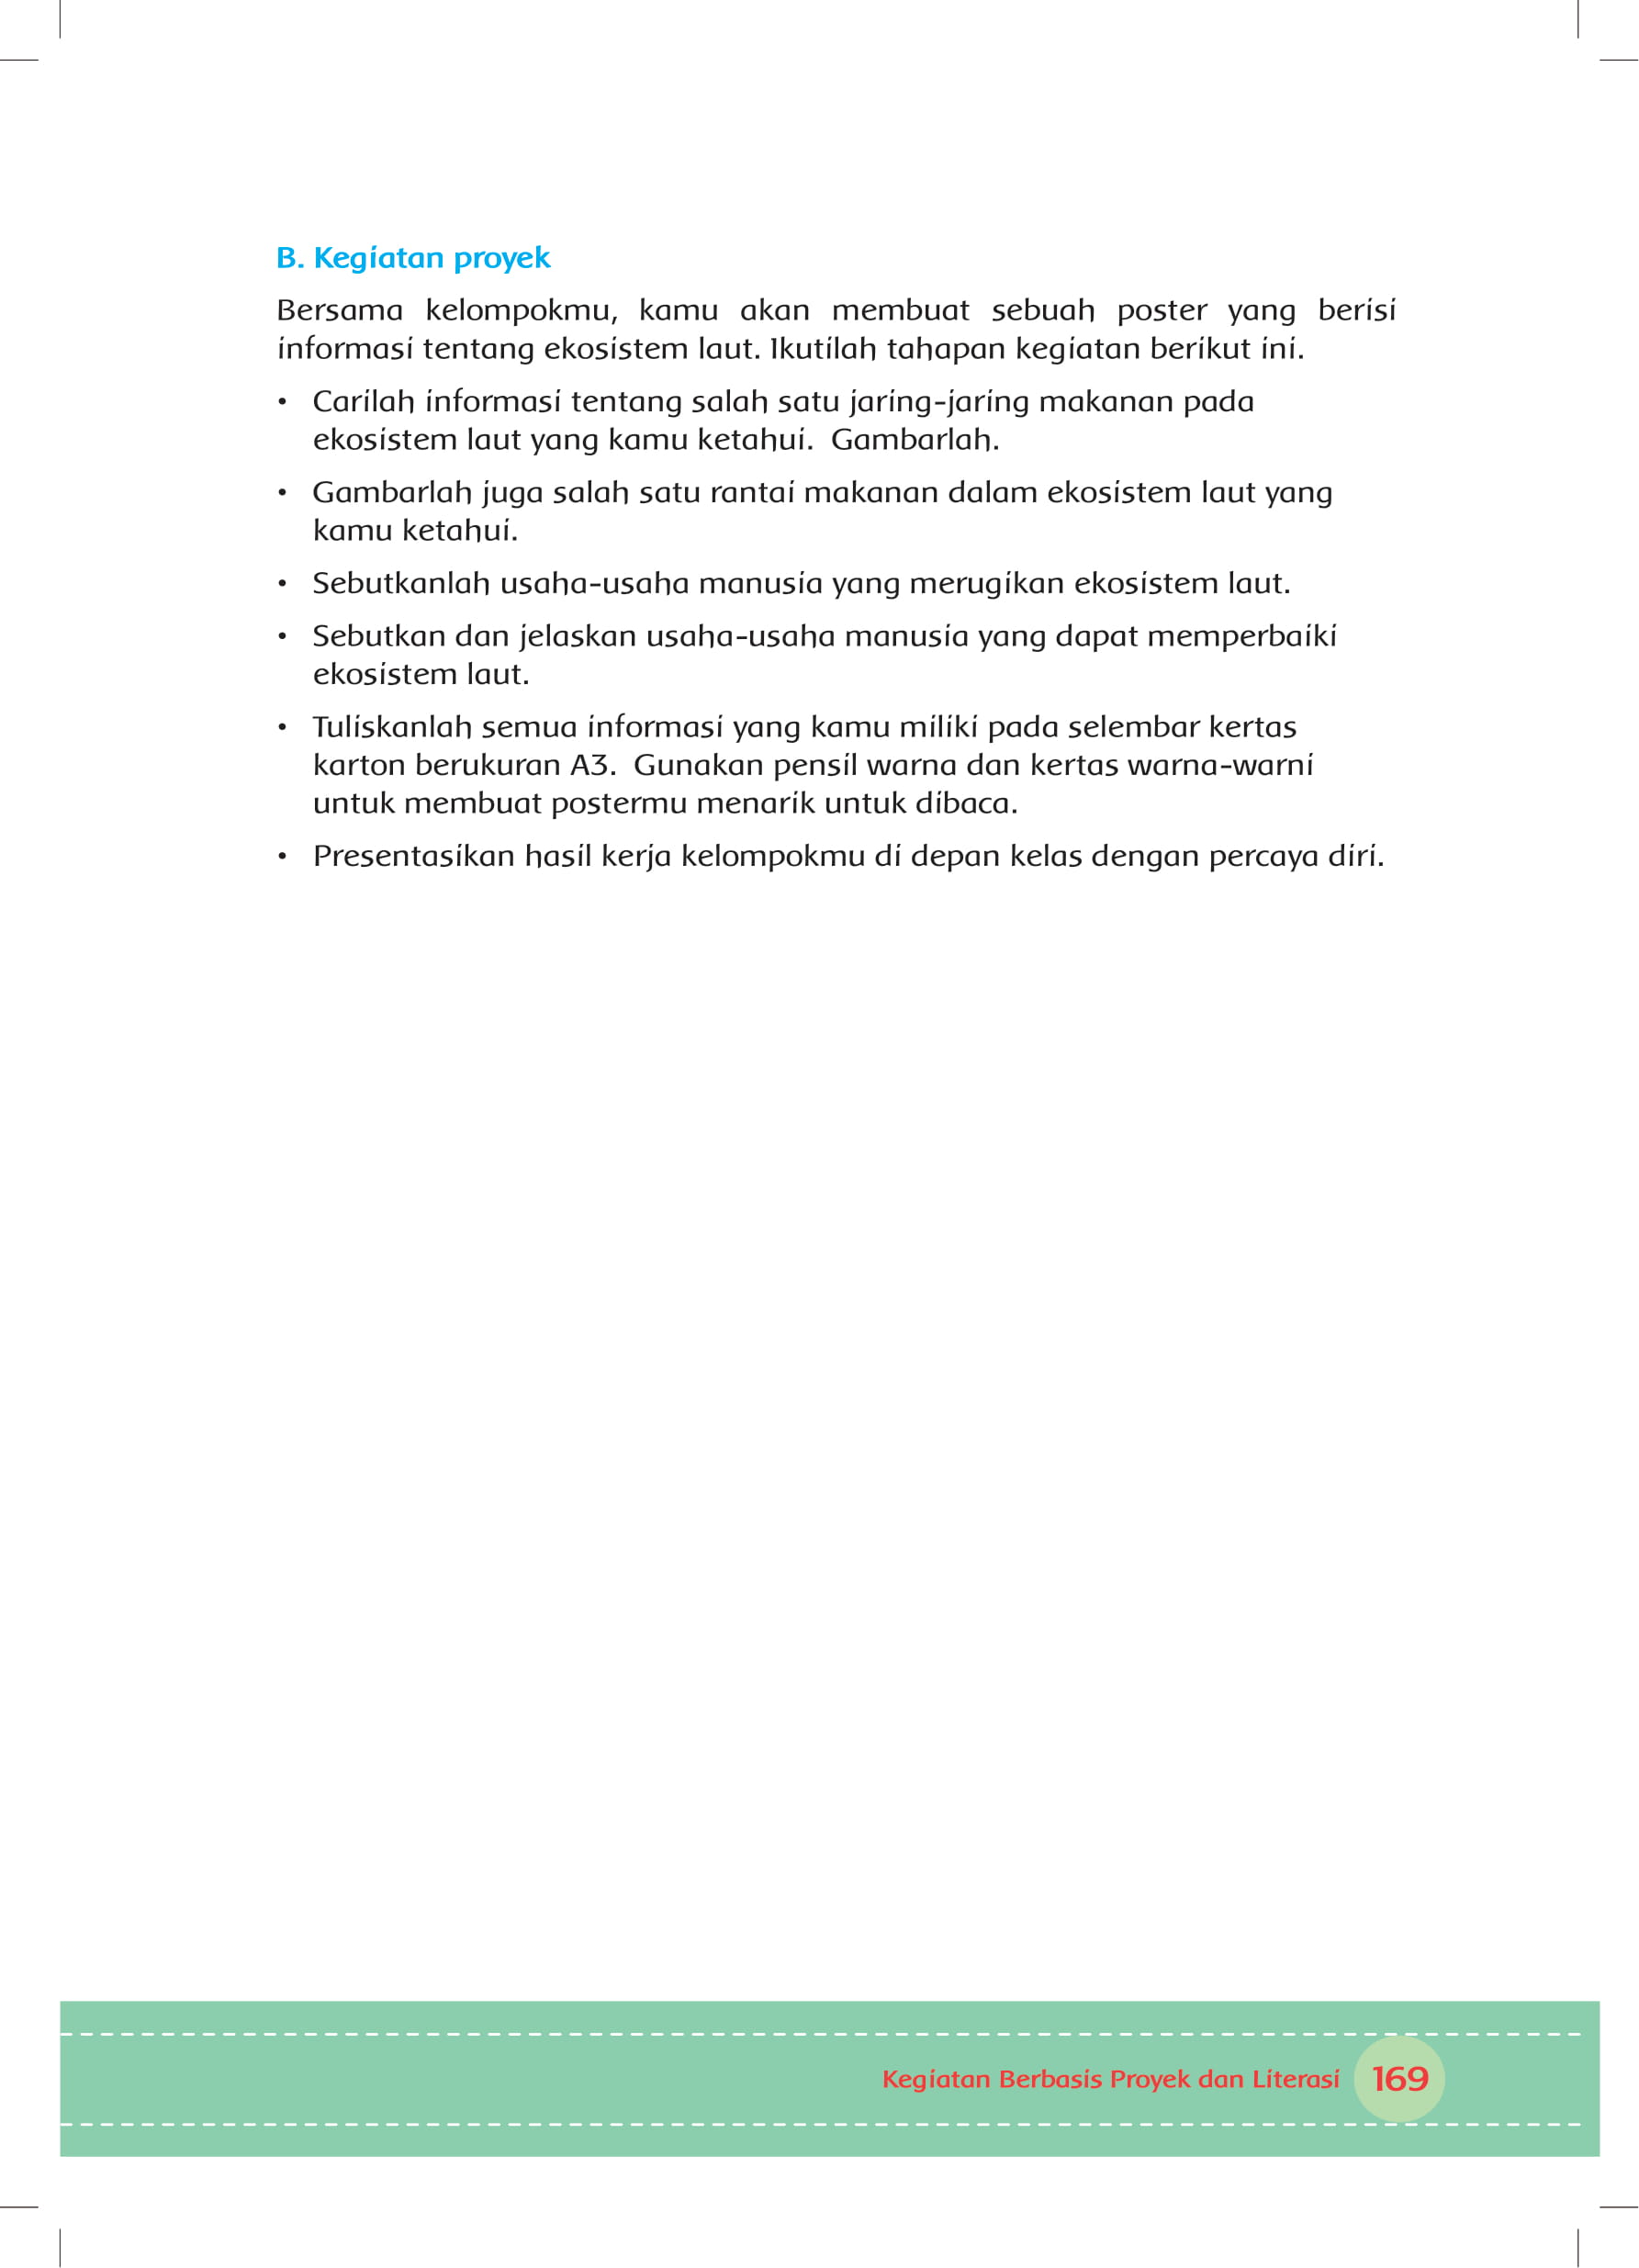 B. Kegiatan proyek
Bersama kelompokmu, kamu akan membuat sebuah poster yang berisi
informasi tentang ekosistem laut. Ikutilah tahapan kegiatan berikut ini.
• Carilah informasi tentang salah satu jaring-jaring makanan pada
ekosistem laut yang kamu ketahui.  Gambarlah.
• Gambarlah juga salah satu rantai makanan dalam ekosistem laut yang
kamu ketahui.
• Sebutkanlah usaha-usaha manusia yang merugikan ekosistem laut.
• Sebutkan dan jelaskan usaha-usaha manusia yang dapat memperbaiki
ekosistem laut.
• Tuliskanlah semua informasi yang kamu miliki pada selembar kertas
karton berukuran A3.  Gunakan pensil warna dan kertas warna-warni
untuk membuat postermu menarik untuk dibaca.
• Presentasikan hasil kerja kelompokmu di depan kelas dengan percaya diri.
Kegiatan Berbasis Proyek dan Literasi 169